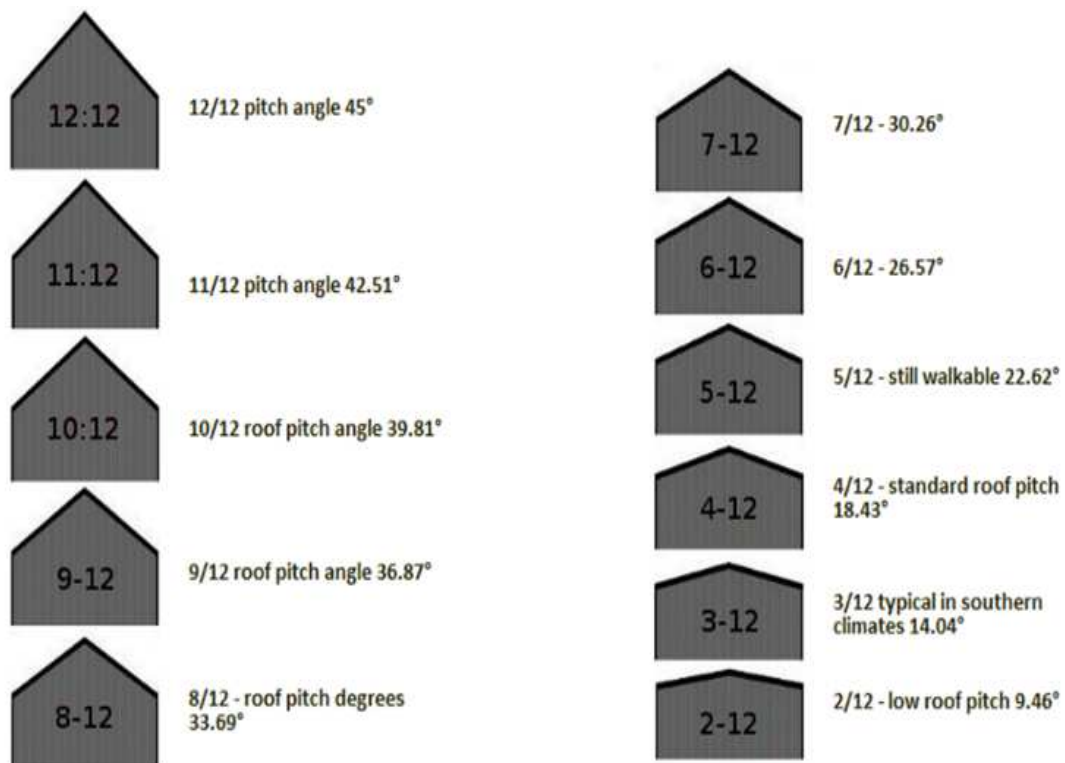 12:12
12/12 pitch angle 45°
11:12
11/12 pitch angle 42.51°
10:12
10/12 roof pitch angle 39.81°
9-12
9/12 roof pitch angle 36.87°
8-12
8/12 - roof pitch degrees
33.69°
7-12
7/12 - 30.26°
6-12
6/12 - 26.57°
5-12
5/12 - still walkable 22.62°
4-12
4/12 - standard roof pitch
18.43°
3-12
3/12 typical in southern
climates 14.04°
2-12
2/12 - low roof pitch 9.46°